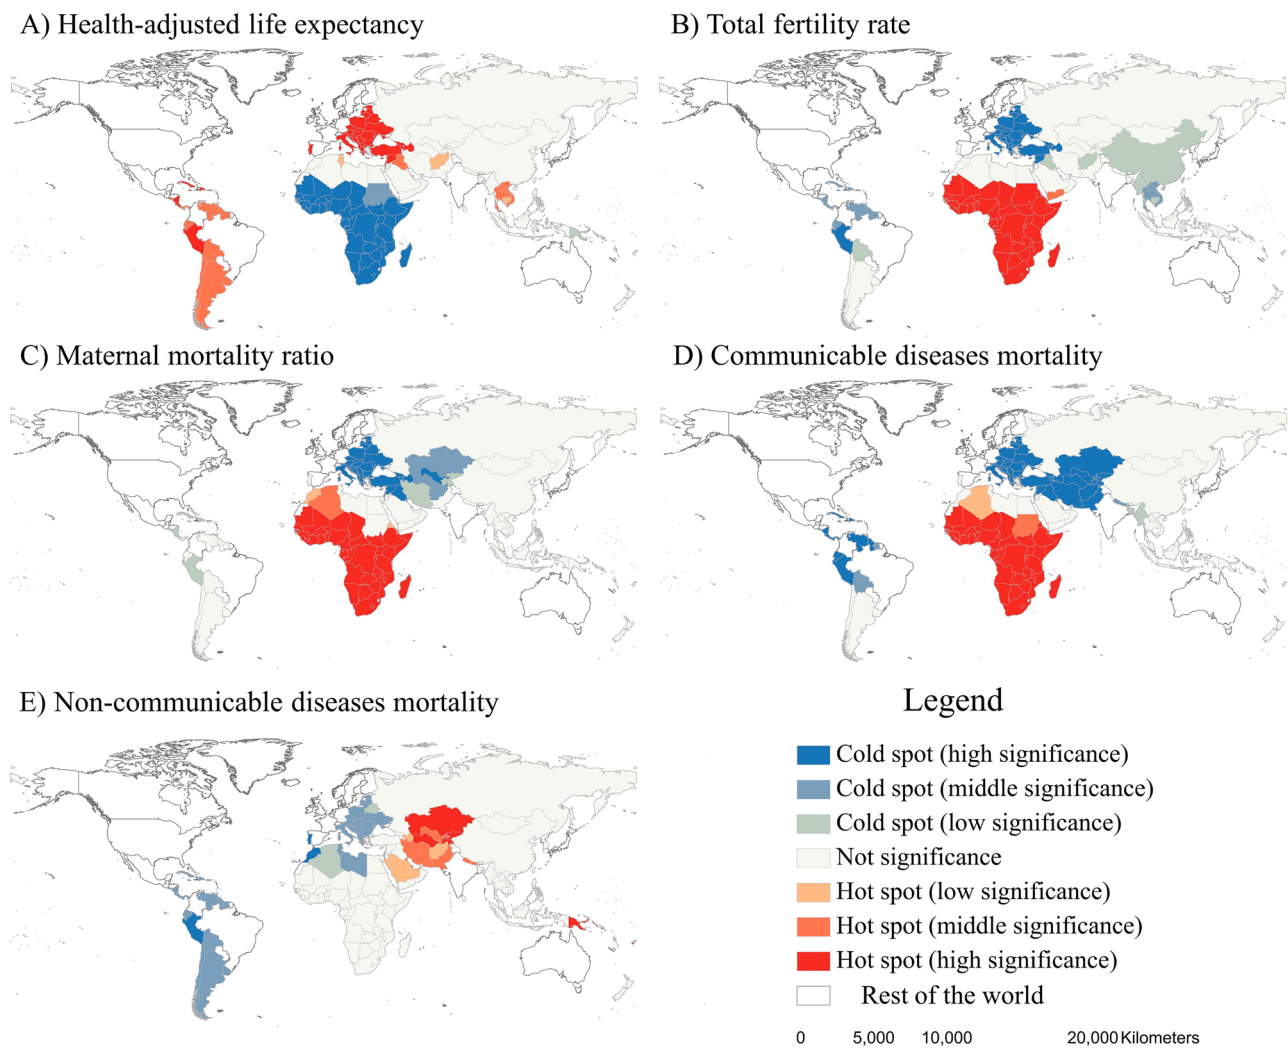 A) Health-adjusted life expectancy
B) Total fertility rate
C) Maternal mortality ratio
D) Communicable diseases mortality
E) Non-communicable diseases mortality
Legend
Cold spot (high significance)
Cold spot (middle significance)
Cold spot (low significance)
Not significance
Hot spot (low significance)
Hot spot (middle significance)
Hot spot (high significance)
Rest of the world
0 5,000 10,000 20,000 Kilometers